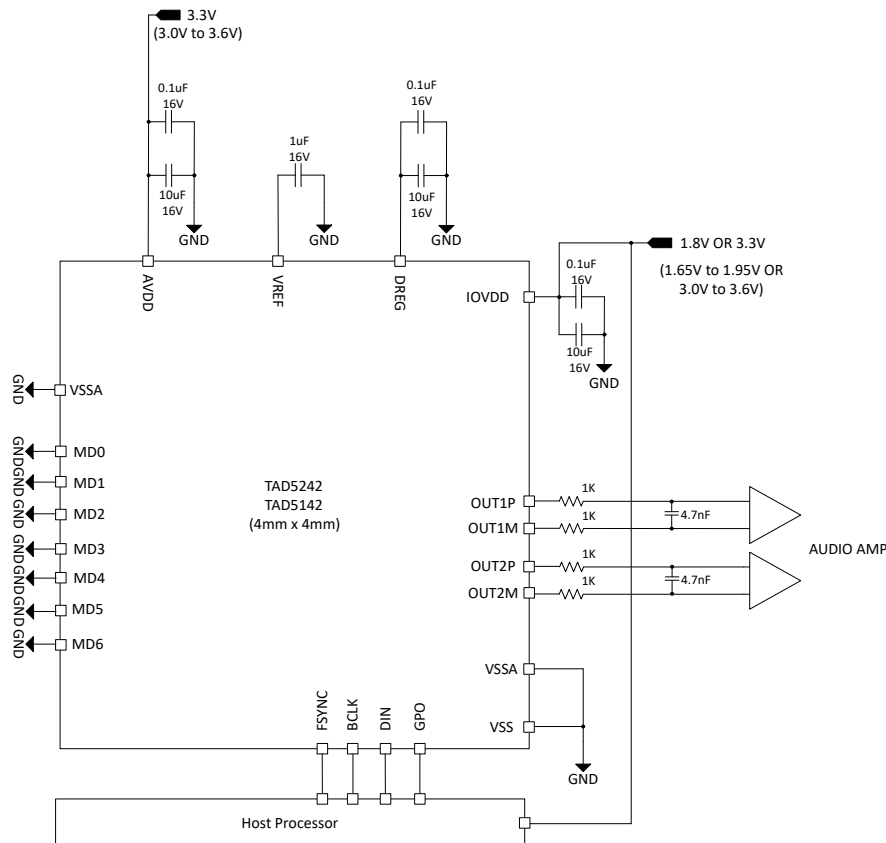 3.3V
(3.0V to 3.6V)
0.1uF
16V
10uF
16V
GND
1uF
16V
GND
0.1uF
16V
10uF
16V
GND
1.8V OR 3.3V
(1.65V to 1.95V OR
3.0V to 3.6V)
0.1uF
16V
10uF
16V
GND
AVDD
VREF
DREG
IOVDD
GND
VSSA
GND
MD0
GND
MD1
GND
MD2
GND
MD3
GND
MD4
GND
MD5
GND
MD6
TAD5242
TAD5142
(4mm x 4mm)
OUT1P
1K
OUT1M
1K
4.7nF
OUT2P
1K
OUT2M
1K
4.7nF
AUDIO AMP
VSSA
VSS
GND
FSYNC
BCLK
DIN
GPO
Host Processor